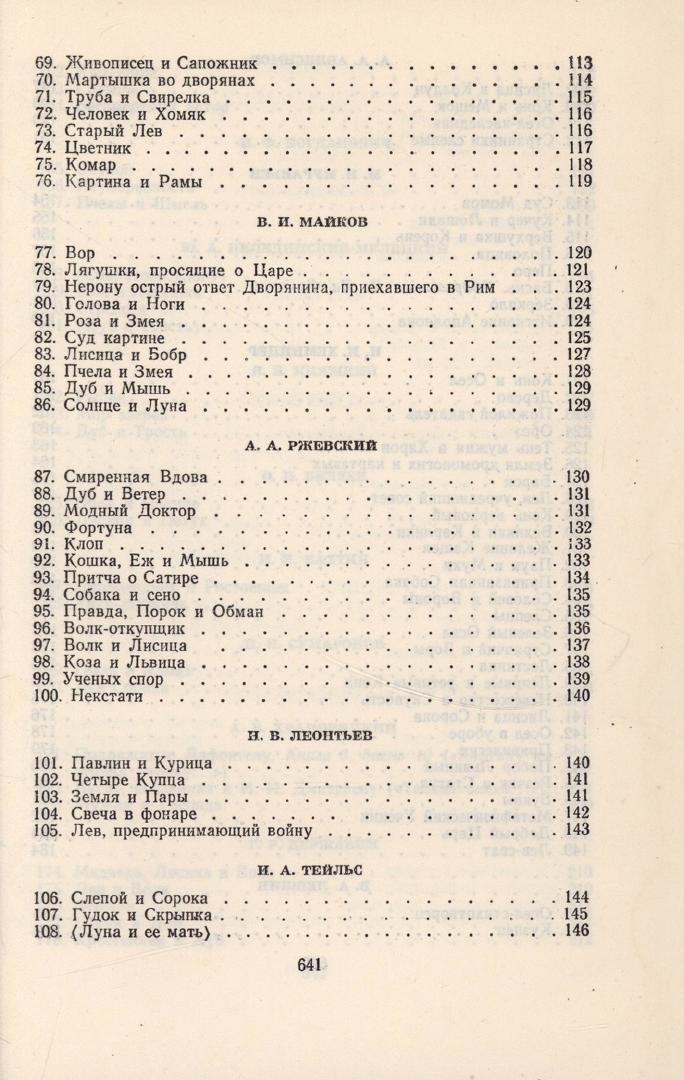 69. Живописец и Сапожник . . . . . . . . . . . . . . . . 113
70. Мартышка во дворянах . . . . . . . . . . . . . . . . 114
71. Труба и Свирелка . . . . . . . . . . . . . . . . 115
72. Человек и Хомяк . . . . . . . . . . . . . . . . 116
73. Старый Лев . . . . . . . . . . . . . . . . 116
74. Цветник . . . . . . . . . . . . . . . . 117
75. Комар . . . . . . . . . . . . . . . . 118
76. Картина и Рамы . . . . . . . . . . . . . . . . 119
В. И. МАЙКОВ
77. Вор . . . . . . . . . . . . . . . . 120
78. Лягушки, просящие о Царе . . . . . . . . . . . . . . 121
79. Нерону острый ответ Дворянина, приехавшего в Рим . . . 123
80. Голова и Ноги . . . . . . . . . . . . . . . . 124
81. Роза и Змея . . . . . . . . . . . . . . . . 124
82. Суд картине . . . . . . . . . . . . . . . . 125
83. Лисица и Бобр . . . . . . . . . . . . . . . . 127
84. Пчела и Змея . . . . . . . . . . . . . . . . 128
85. Дуб и Мышь . . . . . . . . . . . . . . . . 129
86. Солнце и Луна . . . . . . . . . . . . . . . . 129
А. А. РЖЕВСКИЙ
87. Смиренная Вдова . . . . . . . . . . . . . . . . 130
88. Дуб и Ветер . . . . . . . . . . . . . . . . 131
89. Модный Доктор . . . . . . . . . . . . . . . . 131
90. Фортуна . . . . . . . . . . . . . . . . 132
91. Клоп . . . . . . . . . . . . . . . . 133
92. Кошка, Еж и Мышь . . . . . . . . . . . . . . . . 133
93. Притча о Сатире . . . . . . . . . . . . . . . . 134
94. Собака и сено . . . . . . . . . . . . . . . . 135
95. Правда, Порок и Обман . . . . . . . . . . . . . . 135
96. Волк-откупщик . . . . . . . . . . . . . . . . 136
97. Волк и Лисица . . . . . . . . . . . . . . . . 137
98. Коза и Львица . . . . . . . . . . . . . . . . 138
99. Ученых спор . . . . . . . . . . . . . . . . 139
100. Некстати . . . . . . . . . . . . . . . . 140
Н. В. ЛЕОНТЬЕВ
101. Павлин и Курица . . . . . . . . . . . . . . . . 140
102. Четыре Купца . . . . . . . . . . . . . . . . 141
103. Земля и Пары . . . . . . . . . . . . . . . . 141
104. Свеча в фонаре . . . . . . . . . . . . . . . . 142
105. Лев, предпринимающий войну . . . . . . . . . . . . 143
И. А. ТЕЙЛЬС
106. Слепой и Сорока . . . . . . . . . . . . . . . . 144
107. Гудок и Скрыпка . . . . . . . . . . . . . . . . 145
108. (Луна и ее мать) . . . . . . . . . . . . . . . . 146
641